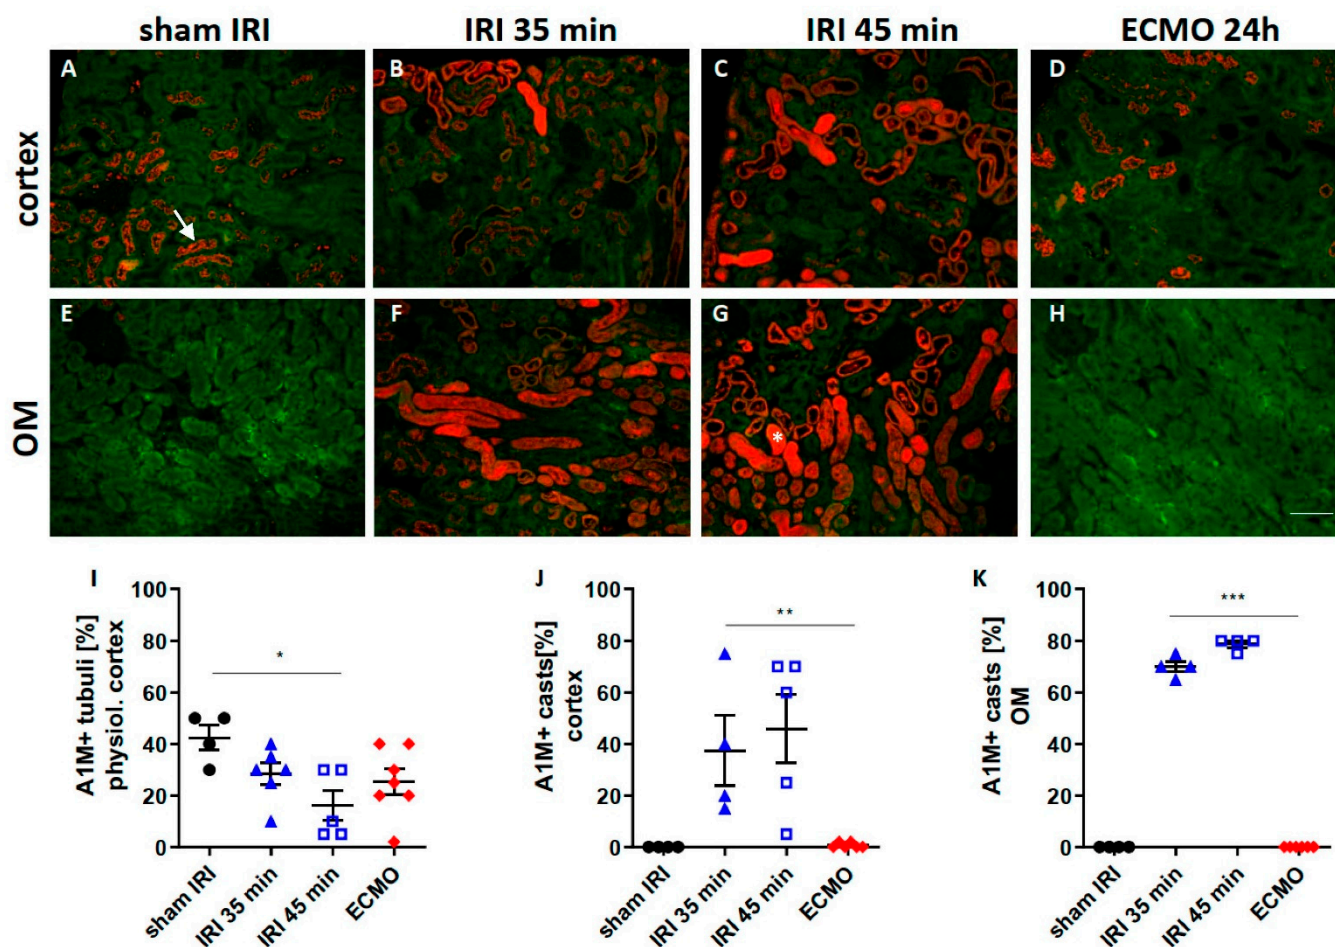 sham IRI IRI 35 min IRI 45 min ECMO 24h
A B C D
cortex
E F G H
*
OM
I J K
A1M+ tubuli [%]
physiol. cortex
100
80
60
40
20
0
*
sham IRI
IRI 35 min
IRI 45 min
ECMO
A1M+ casts[%]
cortex
100
80
60
40
20
0
**
sham IRI
IRI 35 min
IRI 45 min
ECMO
A1M+ casts [%]
OM
100
80
60
40
20
0
***
sham IRI
IRI 35 min
IRI 45 min
ECMO